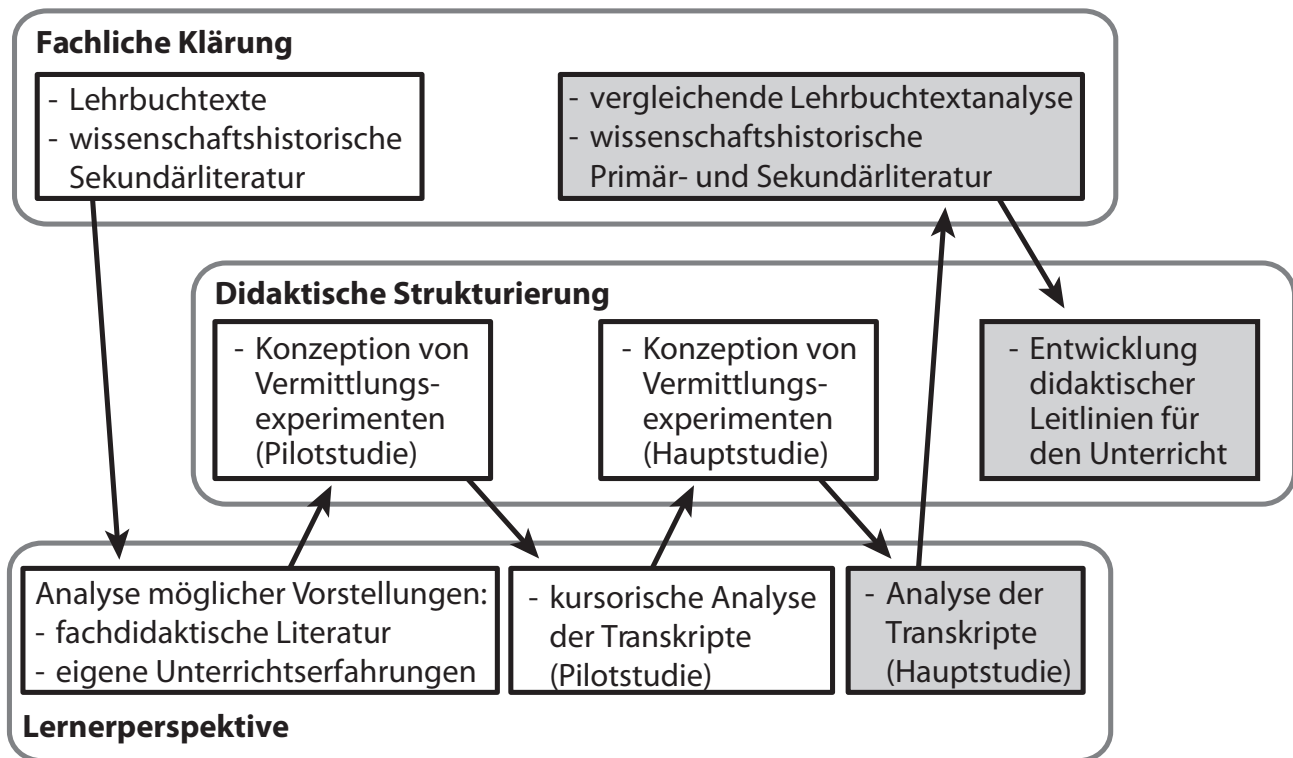 Fachliche Klärung
- Lehrbuchtexte
- wissenschaftshistorische
Sekundärliteratur
- vergleichende Lehrbuchtextanalyse
- wissenschaftshistorische
Primär- und Sekundärliteratur
Didaktische Strukturierung
- Konzeption von
Vermittlungs-
experimenten
(Pilotstudie)
- Konzeption von
Vermittlungs-
experimenten
(Hauptstudie)
- Entwicklung
didaktischer
Leitlinien für
den Unterricht
Analyse möglicher Vorstellungen:
- fachdidaktische Literatur
- eigene Unterrichtserfahrungen
- kursorische Analyse
der Transkripte
(Pilotstudie)
- Analyse der
Transkripte
(Hauptstudie)
Lernerperspektive